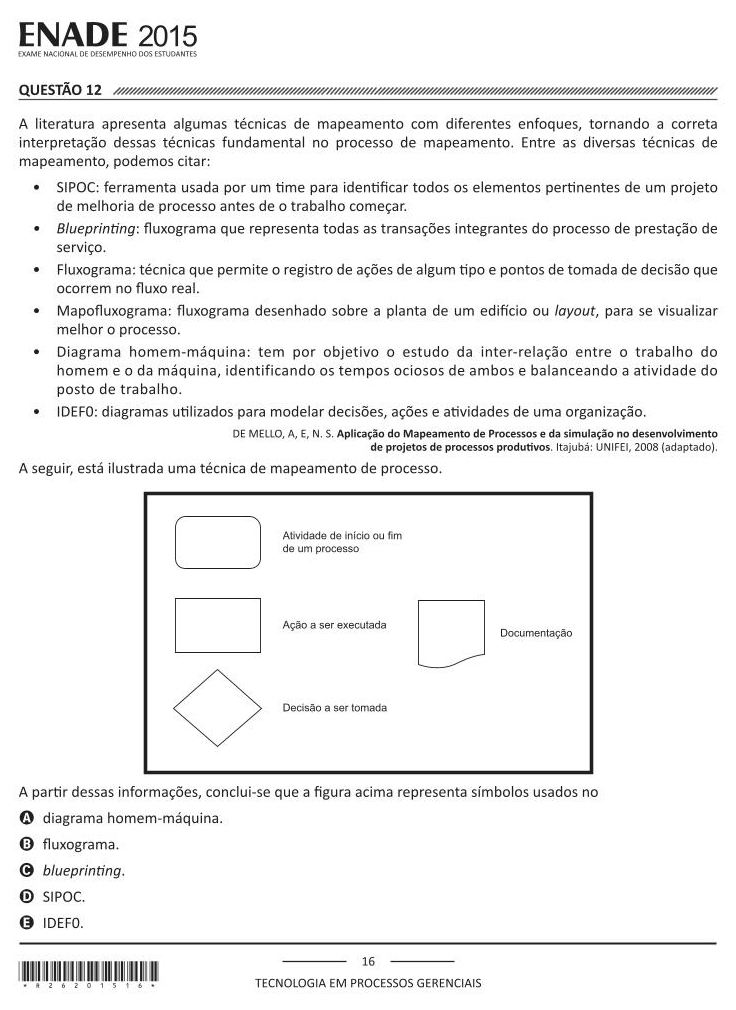 ENADE 2015
EXAME NACIONAL DE DESEMPENHO DOS ESTUDANTES
QUESTÃO 12
A literatura apresenta algumas técnicas de mapeamento com diferentes enfoques, tornando a correta
interpretação dessas técnicas fundamental no processo de mapeamento. Entre as diversas técnicas de
mapeamento, podemos citar:
• SIPOC: ferramenta usada por um time para identificar todos os elementos pertinentes de um projeto
de melhoria de processo antes de o trabalho começar.
• Blueprinting: fluxograma que representa todas as transações integrantes do processo de prestação de
serviço.
• Fluxograma: técnica que permite o registro de ações de algum tipo e pontos de tomada de decisão que
ocorrem no fluxo real.
• Mapofluxograma: fluxograma desenhado sobre a planta de um edifício ou layout, para se visualizar
melhor o processo.
• Diagrama homem-máquina: tem por objetivo o estudo da inter-relação entre o trabalho do
homem e o da máquina, identificando os tempos ociosos de ambos e balanceando a atividade do
posto de trabalho.
• IDEF0: diagramas utilizados para modelar decisões, ações e atividades de uma organização.
DE MELLO, A, E, N. S. Aplicação do Mapeamento de Processos e da simulação no desenvolvimento
de projetos de processos produtivos. Itajubá: UNIFEI, 2008 (adaptado).
A seguir, está ilustrada uma técnica de mapeamento de processo.
Atividade de início ou fim
de um processo
Ação a ser executada
Documentação
Decisão a ser tomada
A partir dessas informações, conclui-se que a figura acima representa símbolos usados no
A diagrama homem-máquina.
B fluxograma.
C blueprinting.
D SIPOC.
E IDEF0.
16
TECNOLOGIA EM PROCESSOS GERENCIAIS
* R 2 6 2 0 1 5 1 6 *